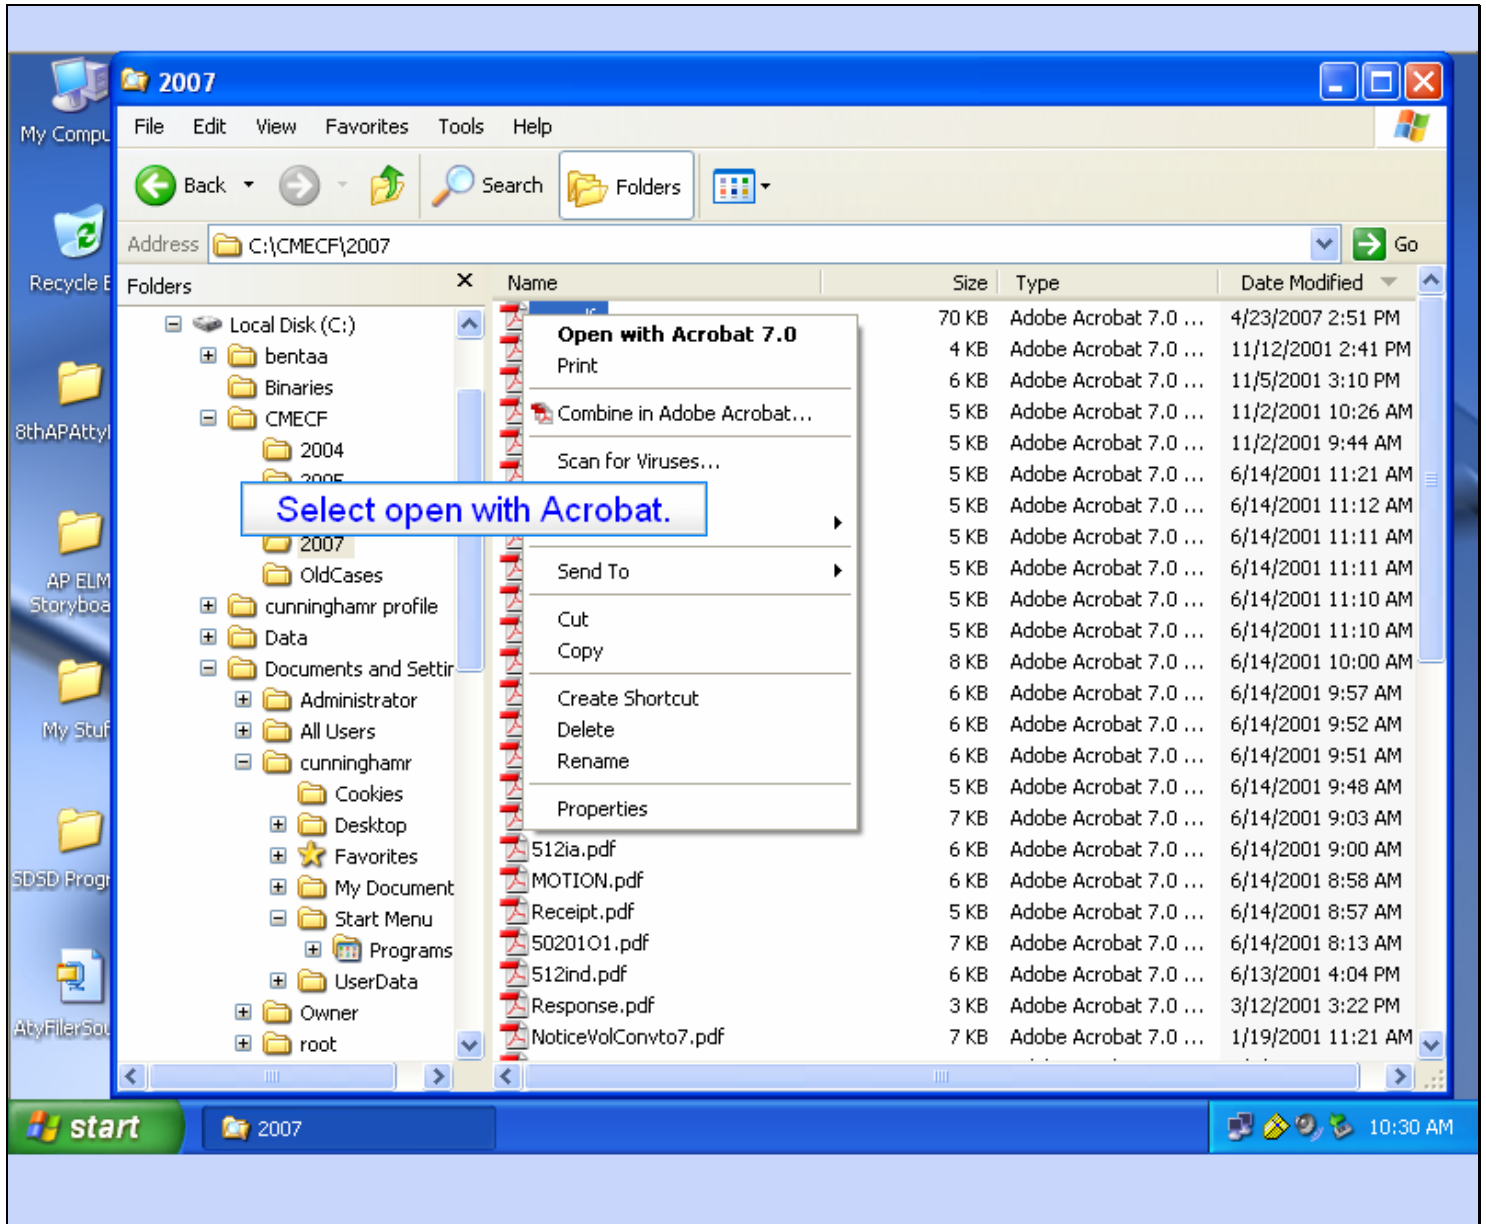 2007
My Compu
File Edit View Favorites Tools Help
Back Search Folders
Address C:\CMECF\2007 Go
Recycle B
Folders
Name Size Type Date Modified
Local Disk (C:)
70 KB Adobe Acrobat 7.0 ... 4/23/2007 2:51 PM
Open with Acrobat 7.0
bentaa
4 KB Adobe Acrobat 7.0 ... 11/12/2001 2:41 PM
Print
Binaries
6 KB Adobe Acrobat 7.0 ... 11/5/2001 3:10 PM
CMECF
Combine in Adobe Acrobat...
5 KB Adobe Acrobat 7.0 ... 11/2/2001 10:26 AM
8thAPAttyl
2004
5 KB Adobe Acrobat 7.0 ... 11/2/2001 9:44 AM
Scan for Viruses...
2005
5 KB Adobe Acrobat 7.0 ... 6/14/2001 11:21 AM
Select open with Acrobat.
5 KB Adobe Acrobat 7.0 ... 6/14/2001 11:12 AM
2007
5 KB Adobe Acrobat 7.0 ... 6/14/2001 11:11 AM
AP ELM
Storyboa
OldCases
Send To
5 KB Adobe Acrobat 7.0 ... 6/14/2001 11:11 AM
cunninghamr profile
5 KB Adobe Acrobat 7.0 ... 6/14/2001 11:10 AM
Cut
Data
5 KB Adobe Acrobat 7.0 ... 6/14/2001 11:10 AM
Copy
Documents and Settin
8 KB Adobe Acrobat 7.0 ... 6/14/2001 10:00 AM
Administrator
Create Shortcut
6 KB Adobe Acrobat 7.0 ... 6/14/2001 9:57 AM
My Stuf
All Users
Delete
6 KB Adobe Acrobat 7.0 ... 6/14/2001 9:52 AM
cunninghamr
Rename
6 KB Adobe Acrobat 7.0 ... 6/14/2001 9:51 AM
Cookies
5 KB Adobe Acrobat 7.0 ... 6/14/2001 9:48 AM
Properties
Desktop
7 KB Adobe Acrobat 7.0 ... 6/14/2001 9:03 AM
Favorites
512ia.pdf 6 KB Adobe Acrobat 7.0 ... 6/14/2001 9:00 AM
SDSD Progr
My Document
MOTION.pdf 6 KB Adobe Acrobat 7.0 ... 6/14/2001 8:58 AM
Start Menu
Receipt.pdf 5 KB Adobe Acrobat 7.0 ... 6/14/2001 8:57 AM
Programs
50201O1.pdf 7 KB Adobe Acrobat 7.0 ... 6/14/2001 8:13 AM
UserData
512ind.pdf 6 KB Adobe Acrobat 7.0 ... 6/13/2001 4:04 PM
AtyFilerSou
Owner
Response.pdf 3 KB Adobe Acrobat 7.0 ... 3/12/2001 3:22 PM
root
NoticeVolConvto7.pdf 7 KB Adobe Acrobat 7.0 ... 1/19/2001 11:21 AM
start 2007 10:30 AM